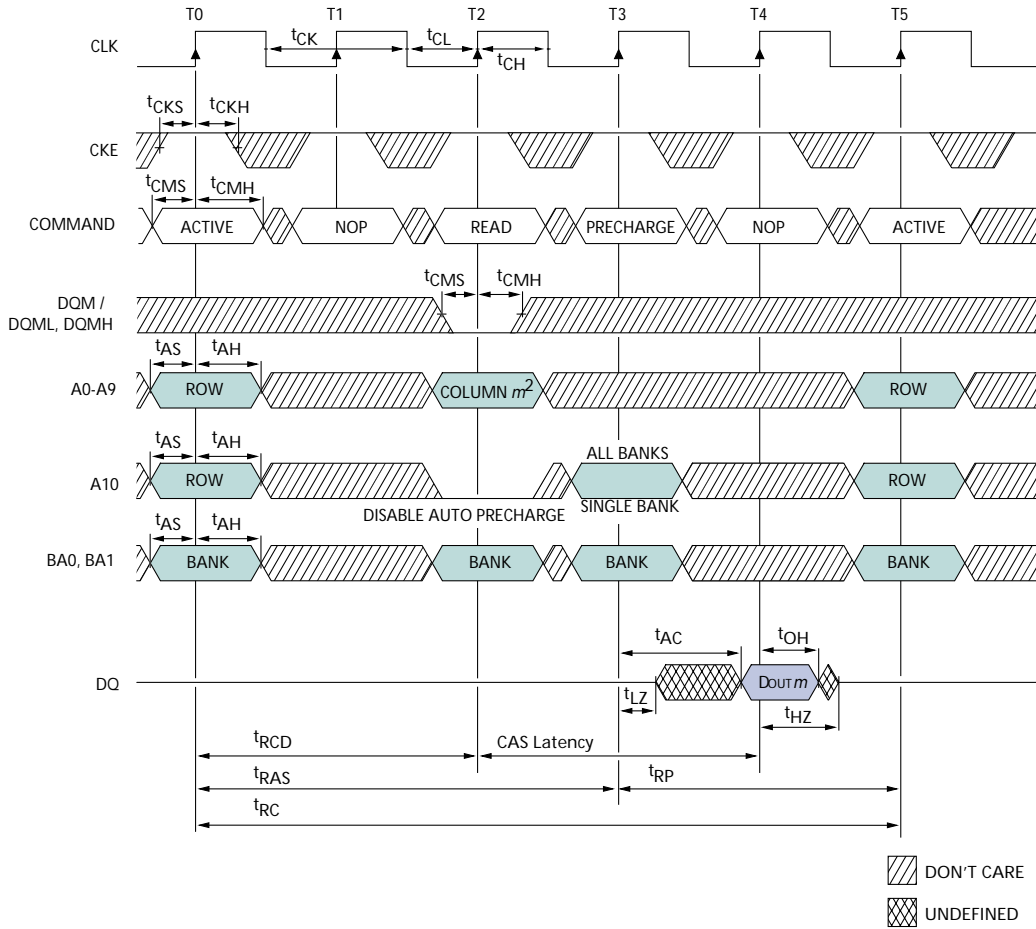 T0 T1 T2 T3 T4 T5
CLK
tCK tCL
tCH
tCKS tCKH
CKE
tCMS tCMH
COMMAND ACTIVE NOP READ PRECHARGE NOP ACTIVE
tCMS tCMH
DQM /
DQML, DQMH
tAS tAH
A0-A9 ROW COLUMN m2 ROW
tAS tAH
ALL BANKS
A10 ROW ROW
DISABLE AUTO PRECHARGE SINGLE BANK
tAS tAH
BA0, BA1 BANK BANK BANK BANK
tAC tOH
DQ DOUT m
tLZ tHZ
tRCD CAS Latency
tRAS tRP
tRC
DON'T CARE
UNDEFINED